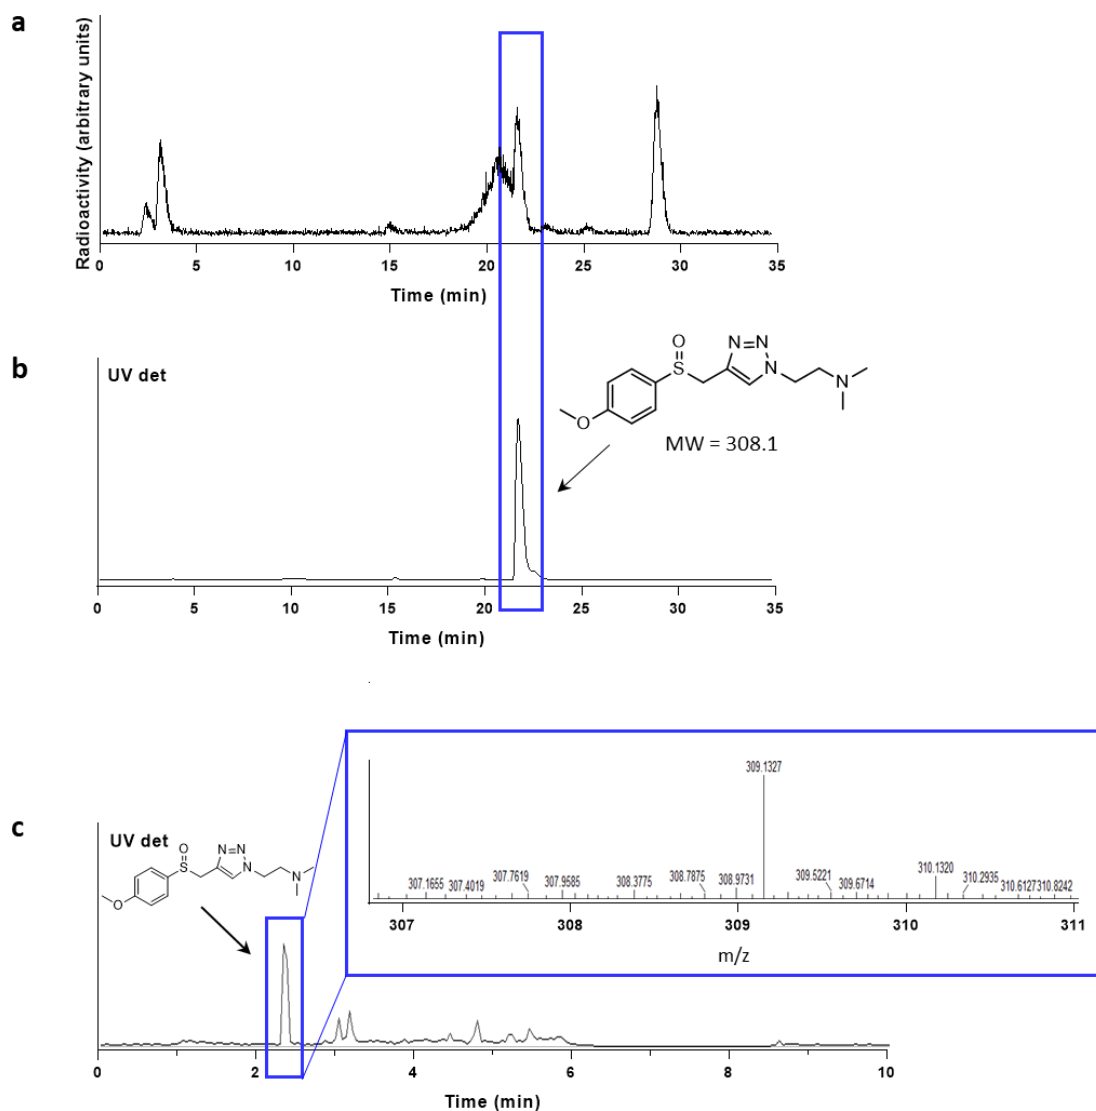 a
Radioactivity (arbitrary units)
0 5 10 15 20 25 30 35
Time (min)
b
UV det
O
S
N=N
N
N
O
MW = 308.1
0 5 10 15 20 25 30 35
Time (min)
c
UV det
O
S
N=N
N
N
O
309.1327
307.1655 307.4019 307.7619 307.9585 308.3775 308.7875 308.9731 309.5221 309.6714 310.1320 310.2935 310.6127 310.8242
307 308 309 310 311
m/z
0 2 4 6 8 10
Time (min)